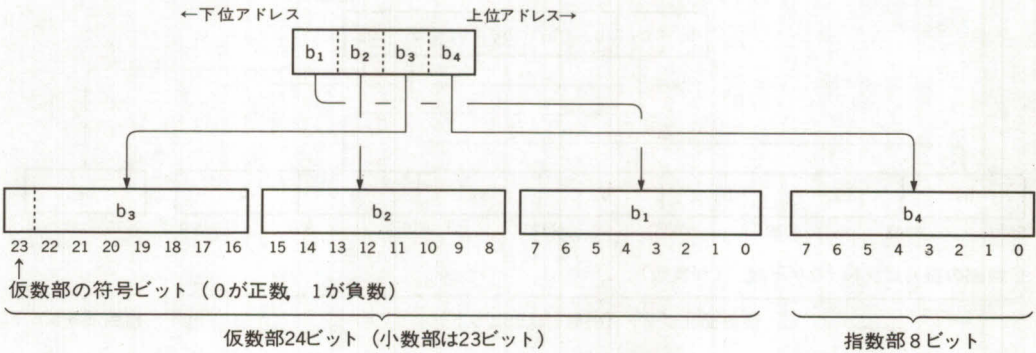 ←下位アドレス 上位アドレス→
b₁ b₂ b₃ b₄
b₃ b₂ b₁ b₄
23 22 21 20 19 18 17 16 15 14 13 12 11 10 9 8 7 6 5 4 3 2 1 0 7 6 5 4 3 2 1 0
↑
仮数部の符号ビット（0が正数，1が負数）
仮数部24ビット（小数部は23ビット） 指数部8ビット